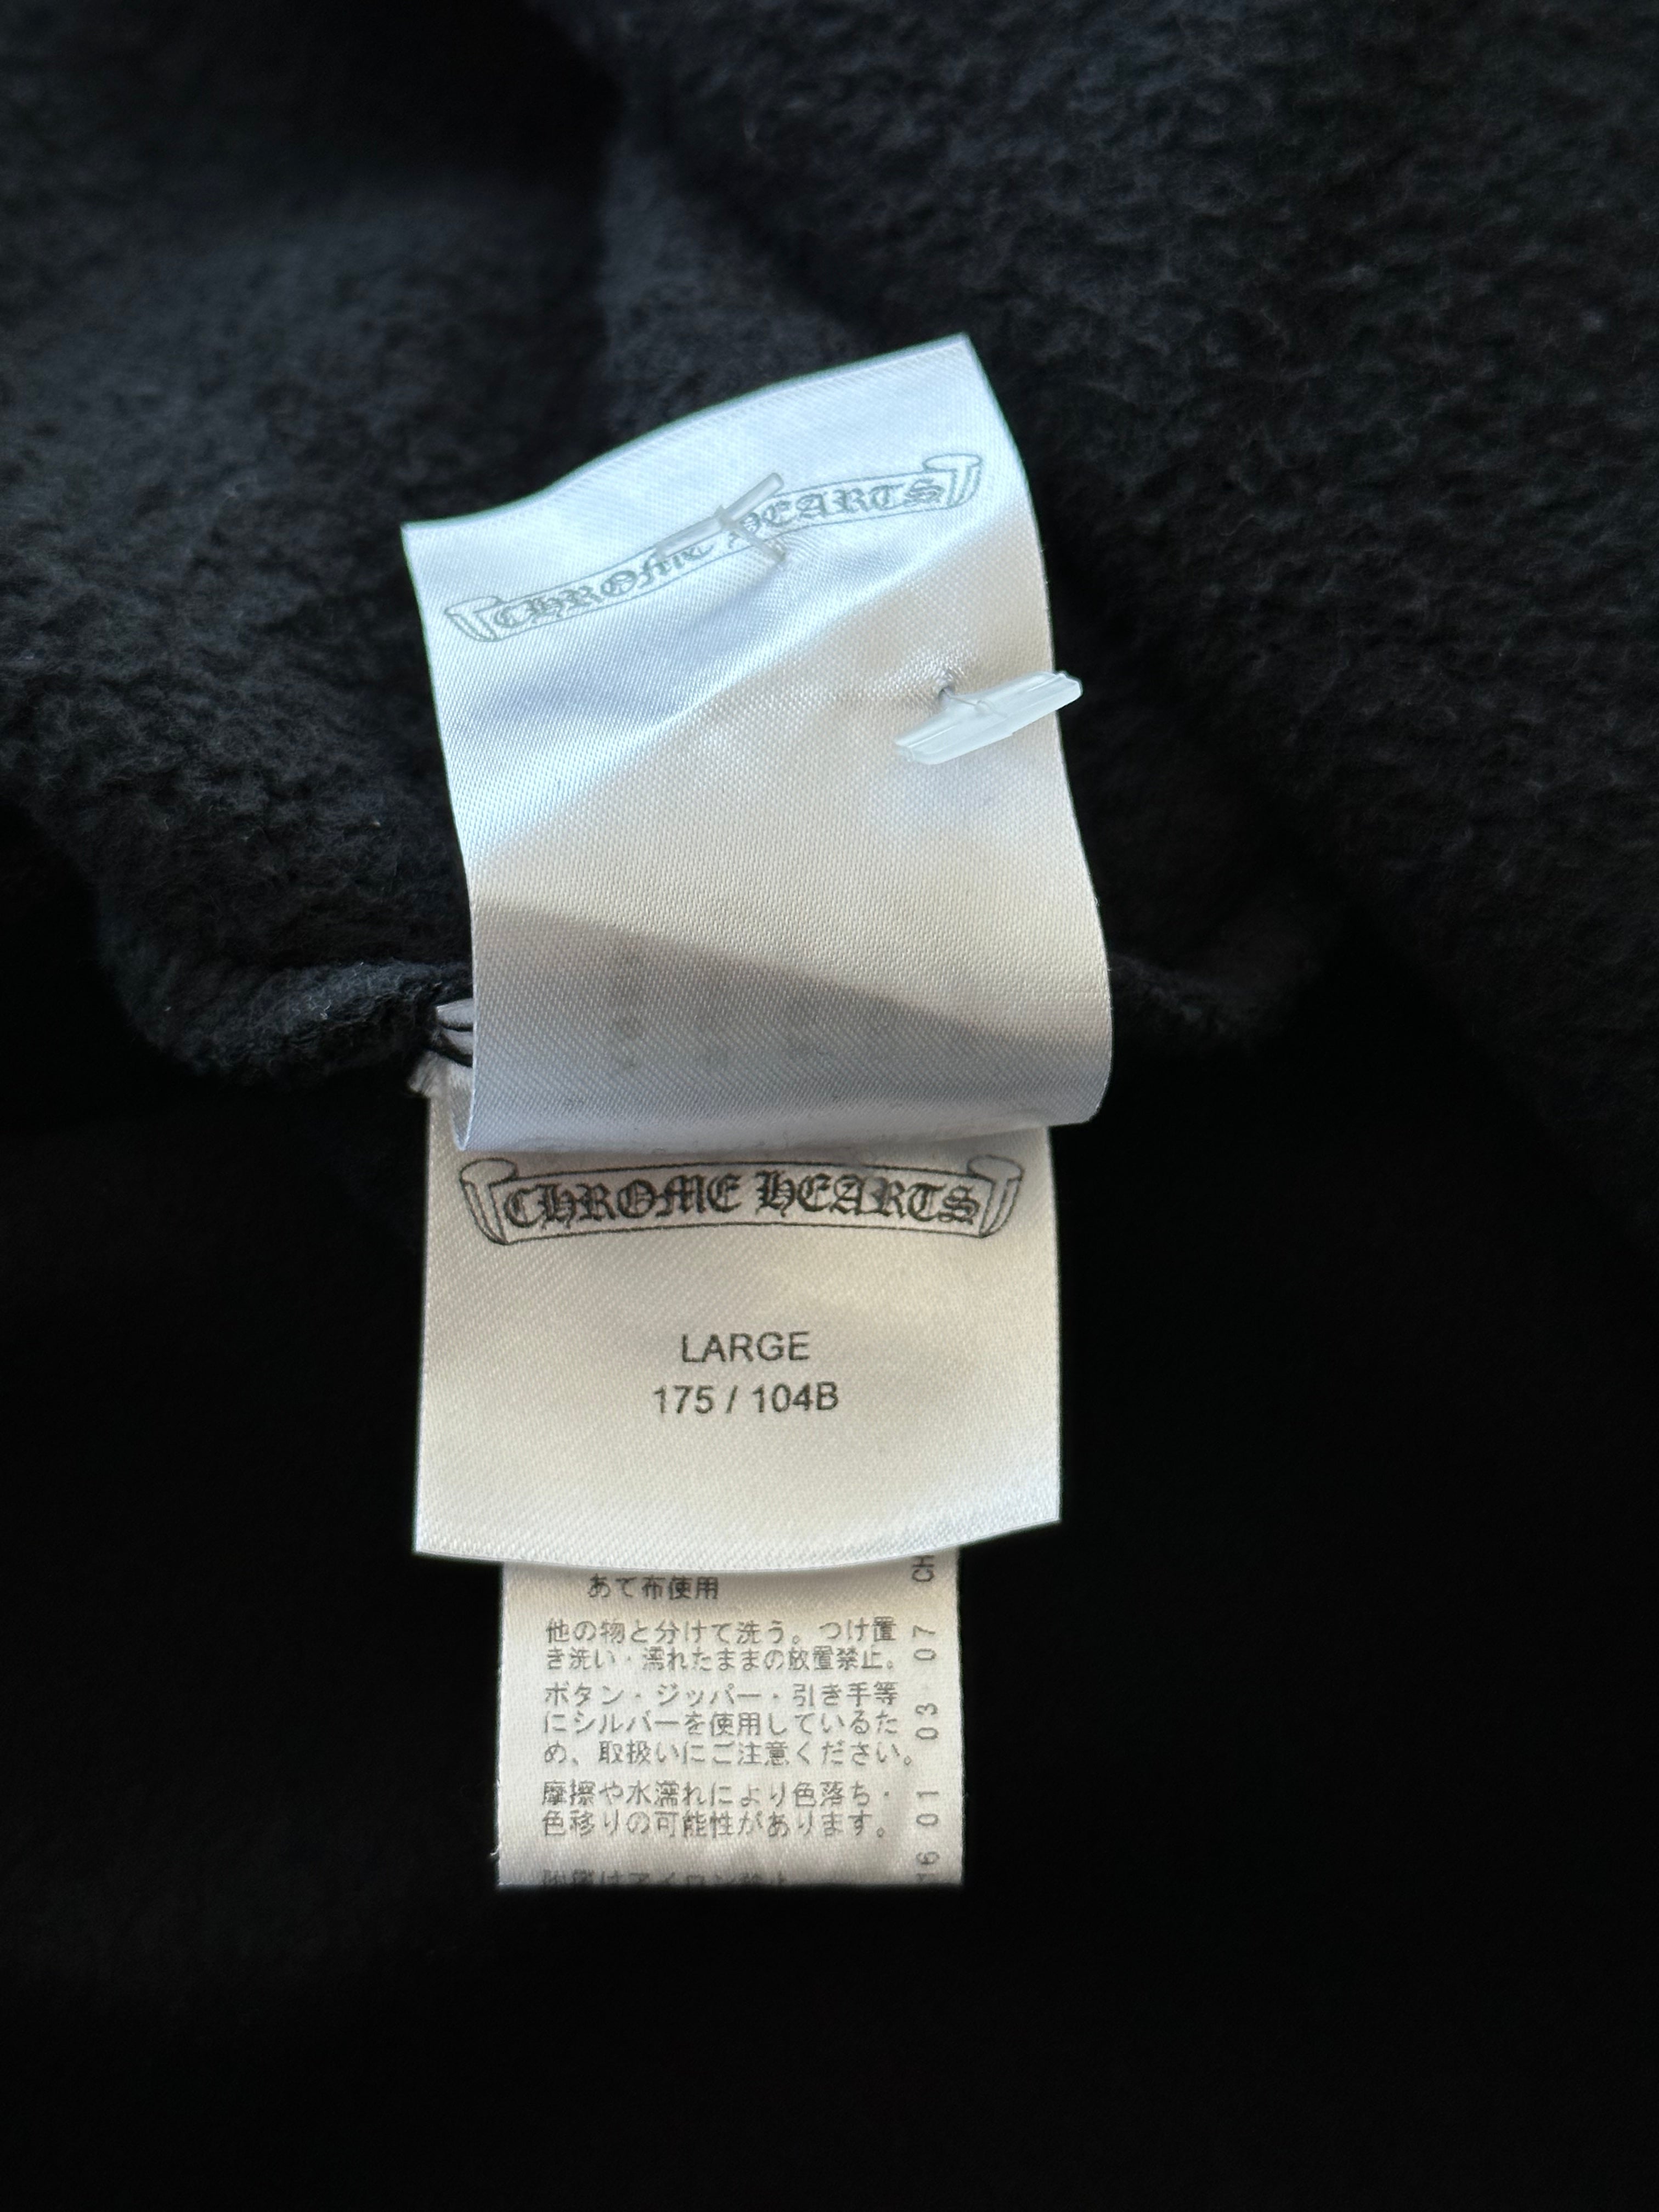 CHROME HEARTS
CHROME HEARTS
LARGE
175 / 104B
あて布使用
他の物と分けて洗う。つけ置
き洗い・濡れたままの放置禁止。
ボタン・ジッパー・引き手等
にシルバーを使用しているた
め、取扱いにご注意ください。
摩擦や水濡れにより色落ち・
色移りの可能性があります。
01 03 07 CH